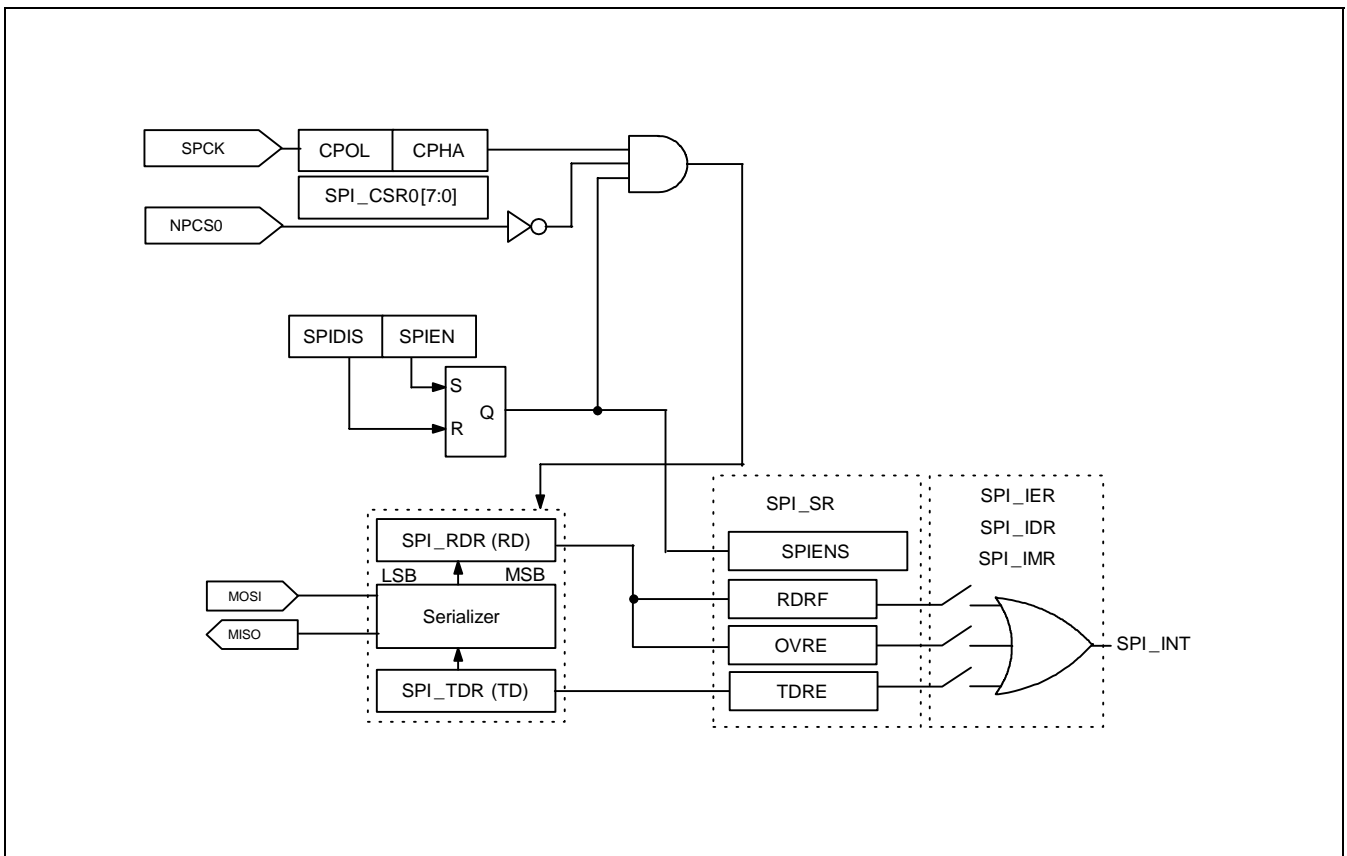 SPCK
CPOL CPHA
SPI_CSR0[7:0]
NPCS0
SPIDIS SPIEN
S
Q
R
SPI_SR
SPI_IER
SPI_IDR
SPI_IMR
SPIENS
SPI_RDR (RD)
LSB MSB
MOSI
Serializer
MISO
SPI_TDR (TD)
RDRF
OVRE
TDRE
SPI_INT